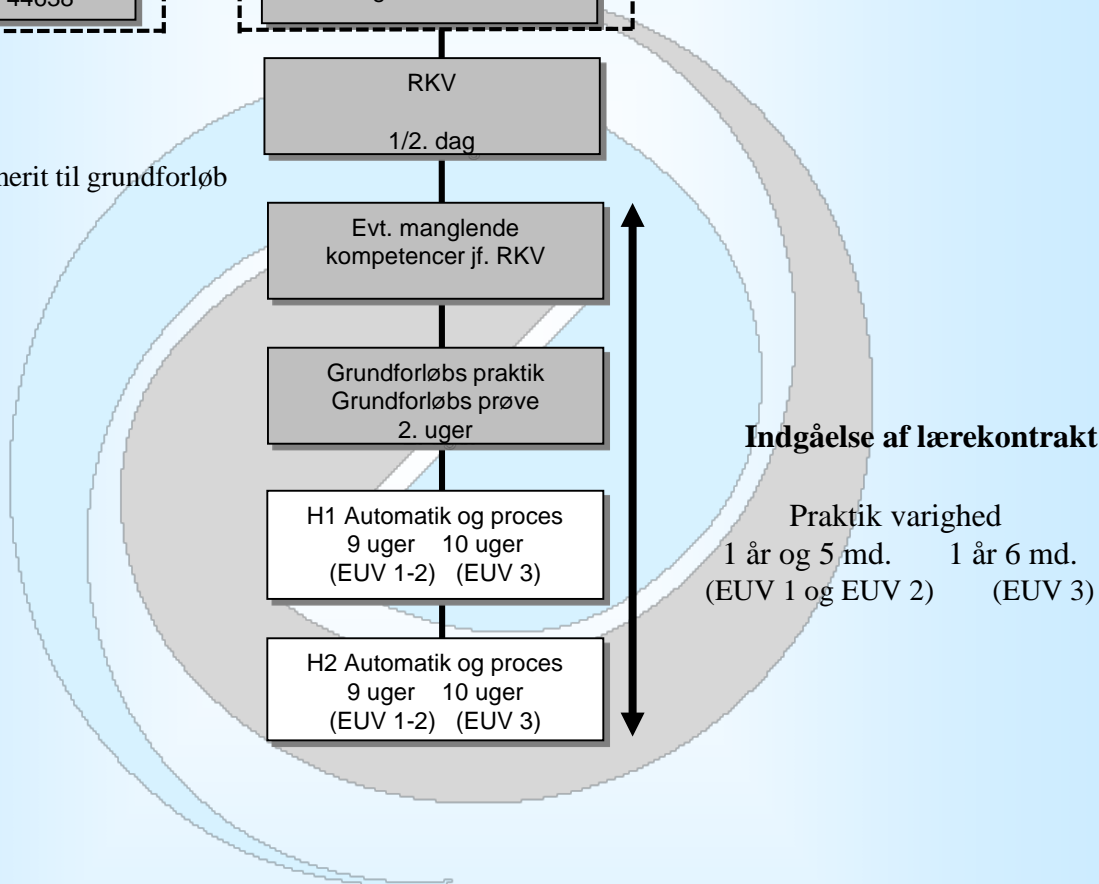 44638
RKV
1/2. dag
merit til grundforløb
Evt. manglende
kompetencer jf. RKV
Grundforløbs praktik
Grundforløbs prøve
2. uger
Indgåelse af lærekontrakt
H1 Automatik og proces
9 uger 10 uger
(EUV 1-2) (EUV 3)
Praktik varighed
1 år og 5 md. 1 år 6 md.
(EUV 1 og EUV 2) (EUV 3)
H2 Automatik og proces
9 uger 10 uger
(EUV 1-2) (EUV 3)